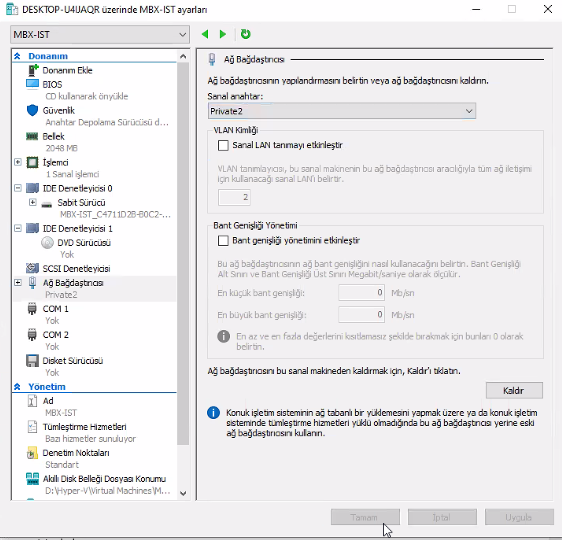 DESKTOP-U4UAQR üzerinde MBX-IST ayarları
MBX-IST
Donanım
Donanım Ekle
BIOS
CD kullanarak önyükle
Güvenlik
Anahtar Depolama Sürücüsü d...
Bellek
2048 MB
İşlemci
1 Sanal işlemci
IDE Denetleyicisi 0
Sabit Sürücü
MBX-IST_C4711D2B-B0C2-...
IDE Denetleyicisi 1
DVD Sürücüsü
Yok
SCSI Denetleyicisi
Ağ Bağdaştırıcısı
Private2
COM 1
Yok
COM 2
Yok
Disket Sürücüsü
Yok
Yönetim
Ad
MBX-IST
Tümleştirme Hizmetleri
Bazı hizmetler sunuluyor
Denetim Noktaları
Standart
Akıllı Disk Belleği Dosyası Konumu
D:\Hyper-V\Virtual Machines\M...
Ağ Bağdaştırıcısı
Ağ bağdaştırıcısının yapılandırmasını belirtin veya ağ bağdaştırıcısını kaldırın.
Sanal anahtar:
Private2
VLAN Kimliği
Sanal LAN tanımayı etkinleştir
VLAN tanımlayıcısı, bu sanal makinenin bu ağ bağdaştırıcısı aracılığıyla tüm ağ iletişimi
için kullanacağı sanal LAN'ı belirtir.
2
Bant Genişliği Yönetimi
Bant genişliği yönetimini etkinleştir
Bu ağ bağdaştırıcısının ağ bant genişliğini nasıl kullanacağını belirtin. Bant Genişliği
Alt Sınırı ve Bant Genişliği Üst Sınırı Megabit/saniye olarak ölçülür.
En küçük bant genişliği: 0 Mb/sn
En büyük bant genişliği: 0 Mb/sn
En az ve en fazla değerlerini kısıtlamasız şekilde bırakmak için bunları 0 olarak
belirtin.
Ağ bağdaştırıcısını bu sanal makineden kaldırmak için, Kaldır'ı tıklatın.
Kaldır
Konuk işletim sisteminin ağ tabanlı bir yüklemesini yapmak üzere ya da konuk işletim
sisteminde tümleştirme hizmetleri yüklü olmadığında bu ağ bağdaştırıcısı yerine eski
ağ bağdaştırıcısını kullanın.
Tamam İptal Uygula